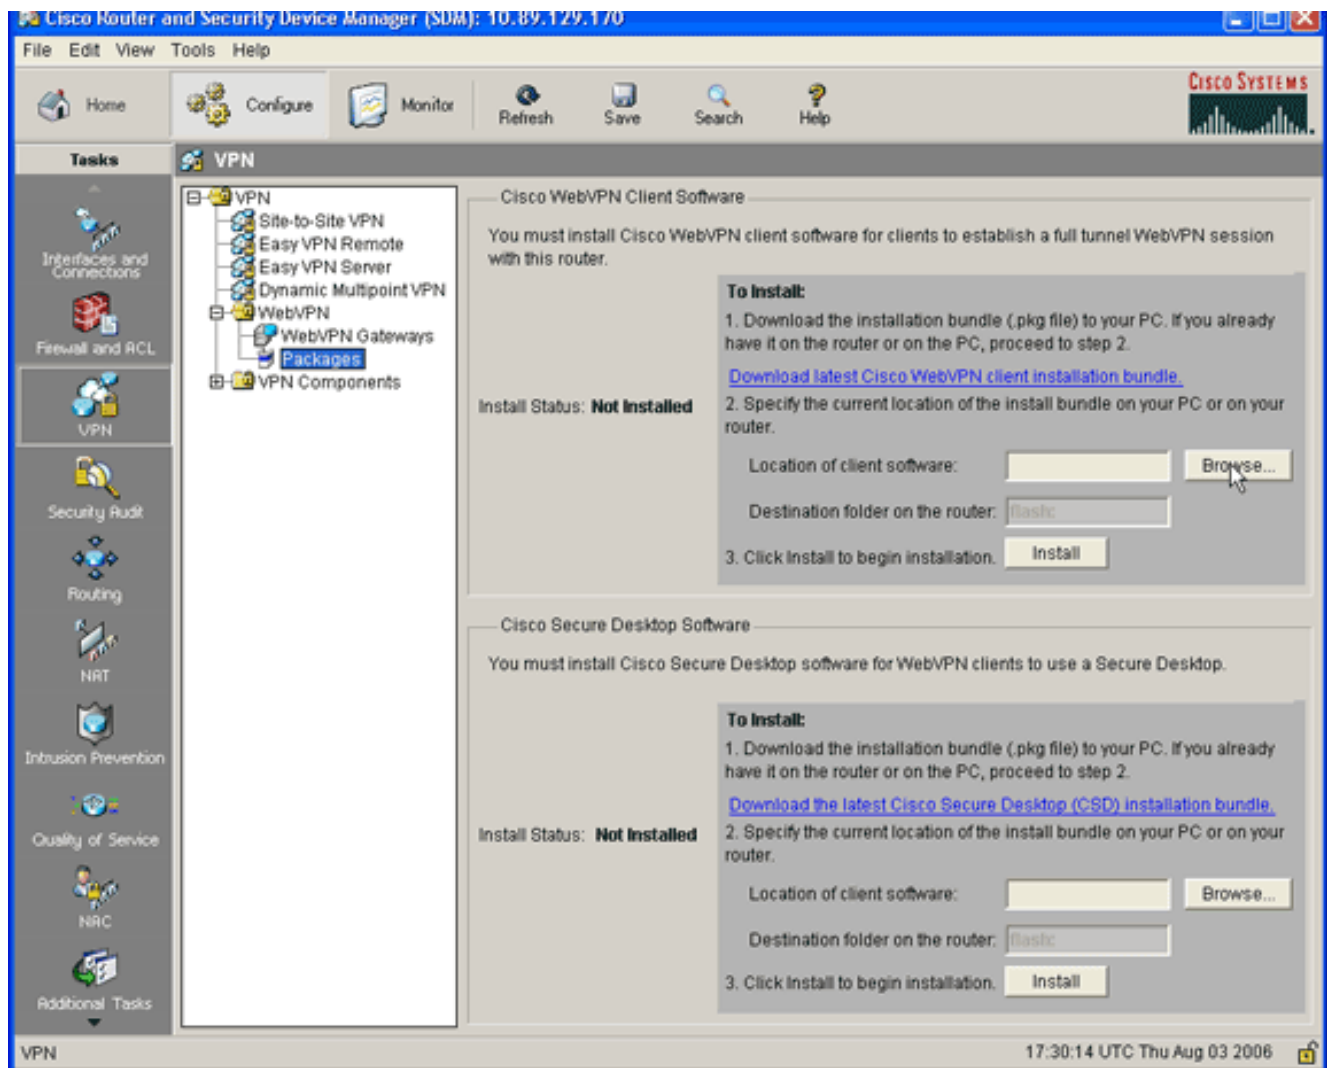 Cisco Router and Security Device Manager (SDM): 10.89.129.170
File Edit View Tools Help
Home Configure Monitor Refresh Save Search Help
CISCO SYSTEMS
Tasks
VPN
Interfaces and
Connections
Firewall and ACL
VPN
Security Audit
Routing
NAT
Intrusion Prevention
Quality of Service
NAC
Additional Tasks
VPN
Site-to-Site VPN
Easy VPN Remote
Easy VPN Server
Dynamic Multipoint VPN
WebVPN
WebVPN Gateways
Packages
VPN Components
Cisco WebVPN Client Software
You must install Cisco WebVPN client software for clients to establish a full tunnel WebVPN session
with this router.
Install Status: Not Installed
To Install:
1. Download the installation bundle (.pkg file) to your PC. If you already
have it on the router or on the PC, proceed to step 2.
Download latest Cisco WebVPN client installation bundle.
2. Specify the current location of the install bundle on your PC or on your
router.
Location of client software: Browse...
Destination folder on the router: flash:
3. Click Install to begin installation. Install
Cisco Secure Desktop Software
You must install Cisco Secure Desktop software for WebVPN clients to use a Secure Desktop.
Install Status: Not Installed
To Install:
1. Download the installation bundle (.pkg file) to your PC. If you already
have it on the router or on the PC, proceed to step 2.
Download the latest Cisco Secure Desktop (CSD) installation bundle.
2. Specify the current location of the install bundle on your PC or on your
router.
Location of client software: Browse...
Destination folder on the router: flash:
3. Click Install to begin installation. Install
VPN
17:30:14 UTC Thu Aug 03 2006